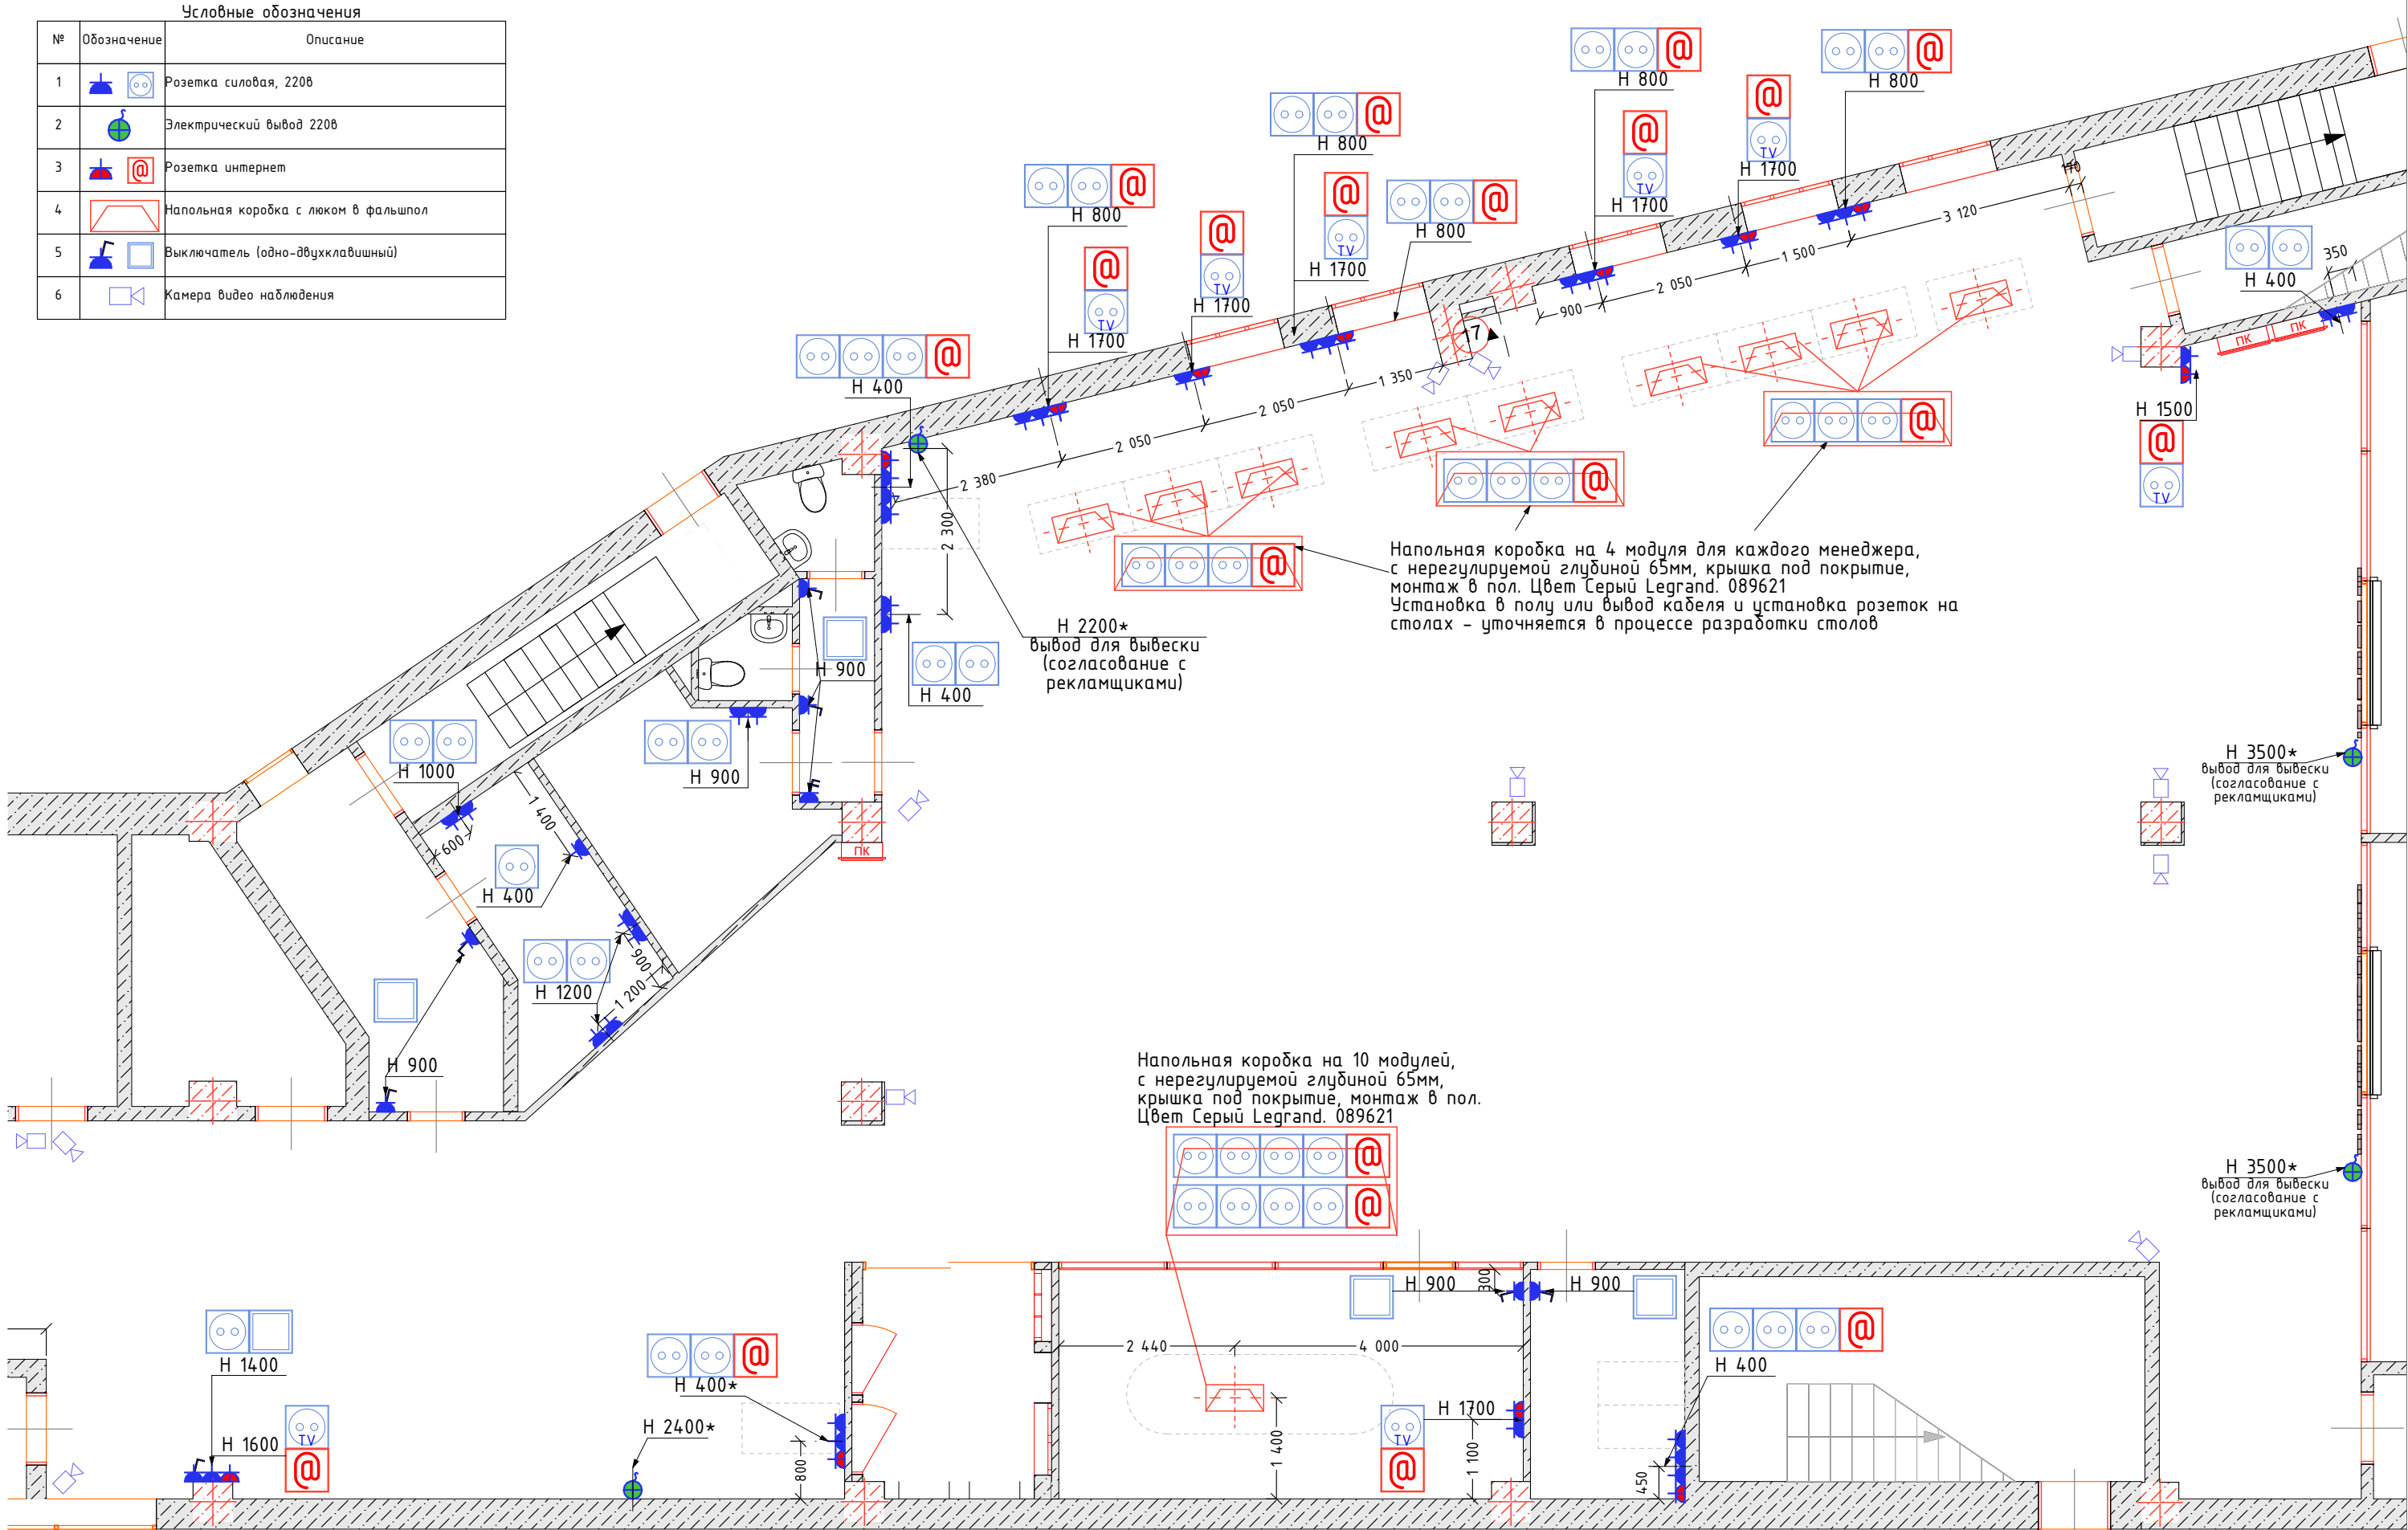 Условные обозначения
№ Обозначение Описание
1 Розетка силовая, 220в
2 Электрический вывод 220в
3 @ Розетка интернет
4 Напольная коробка с люком в фальшпол
5 Выключатель (одно-двухклавишный)
6 Камера видео наблюдения
@
H 800
@
H 800
@
H 800
@
H 800
@
H 800
@
TV
H 1700
@
TV
H 1700
@
TV
H 1700
@
TV
H 1700
@
TV
H 1700
@
H 400
170
3 120
1 500
2 050
900
17
1 350
2 050
2 050
2 380
2 300
H 400
350
ПК
ПК
H 1500
@
TV
@
@
@
Напольная коробка на 4 модуля для каждого менеджера,
с нерегулируемой глубиной 65мм, крышка под покрытие,
монтаж в пол. Цвет Серый Legrand. 089621
Установка в полу или вывод кабеля и установка розеток на
столах - уточняется в процессе разработки столов
H 2200*
вывод для вывески
(согласование с
рекламщиками)
H 900
H 400
H 900
H 1000
600
1 400
H 400
H 1200
900
1 200
H 900
ПК
H 3500*
вывод для вывески
(согласование с
рекламщиками)
H 3500*
вывод для вывески
(согласование с
рекламщиками)
Напольная коробка на 10 модулей,
с нерегулируемой глубиной 65мм,
крышка под покрытие, монтаж в пол.
Цвет Серый Legrand. 089621
@
@
H 900
300
H 900
2 440
4 000
H 1400
H 1600
TV
@
@
H 400*
H 2400*
800
1 400
H 1700
TV
@
1 100
@
H 400
450